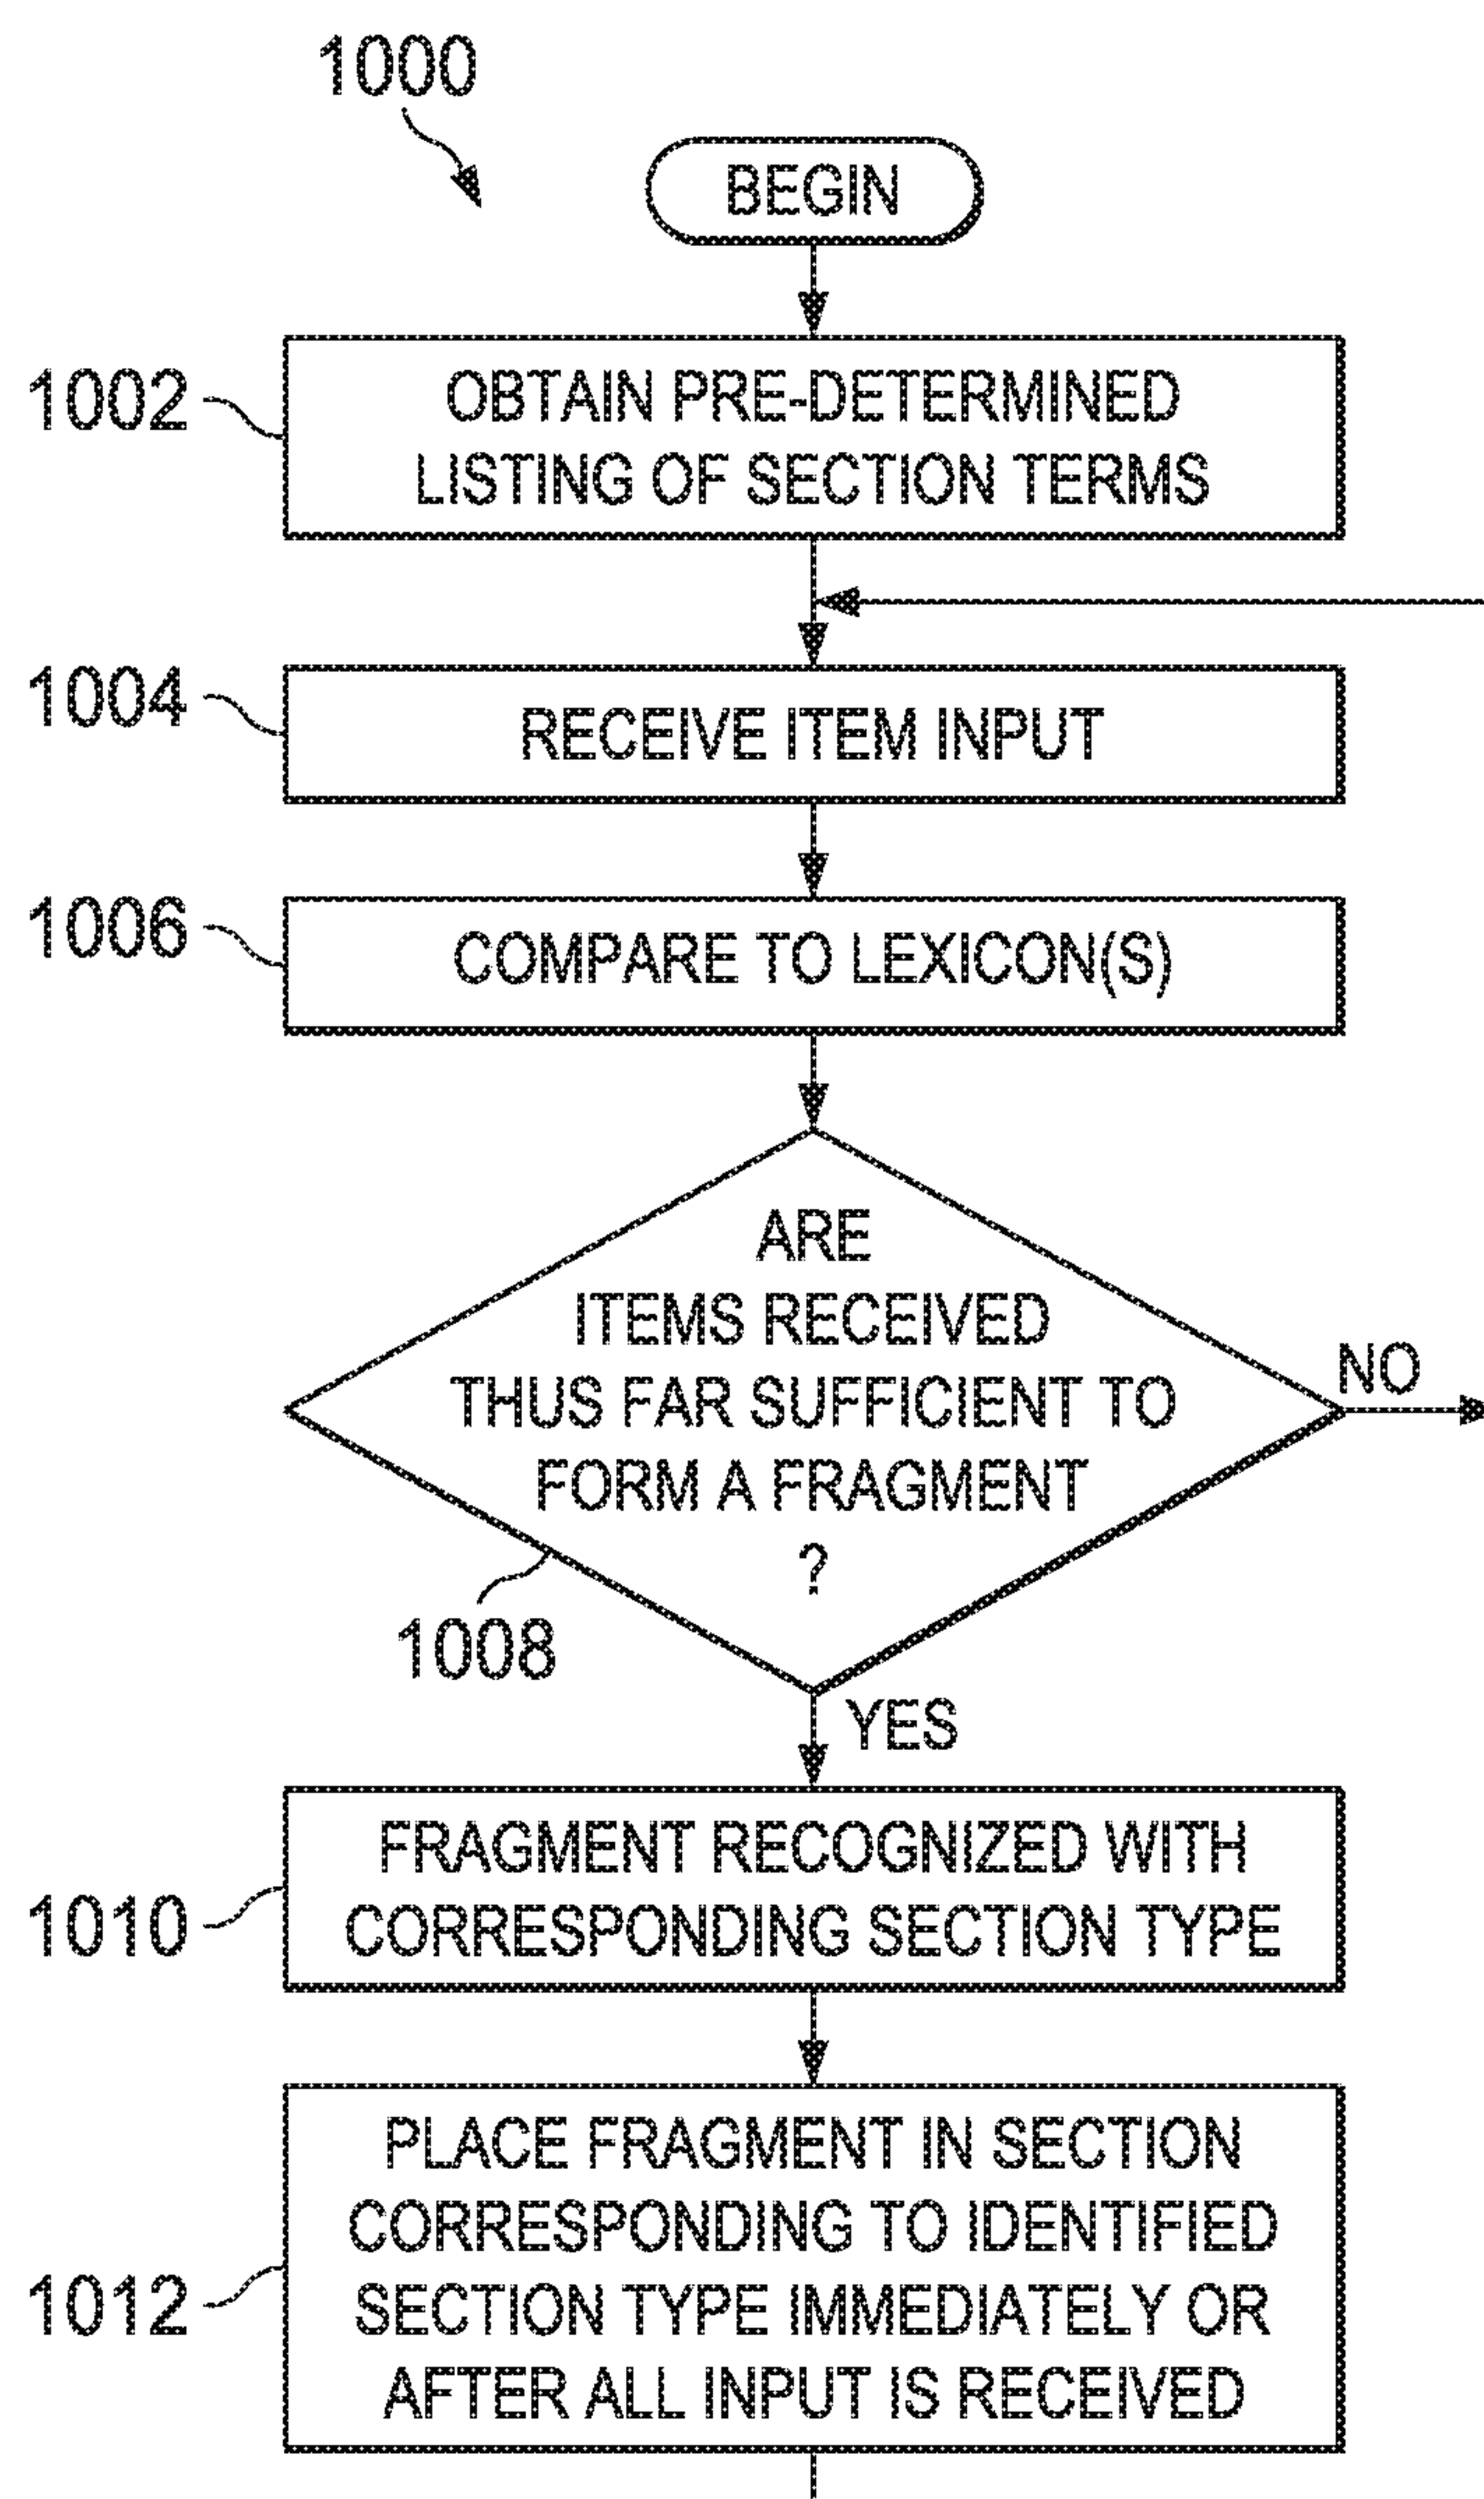 1000
BEGIN
1002
OBTAIN PRE-DETERMINED
LISTING OF SECTION TERMS
1004
RECEIVE ITEM INPUT
1006
COMPARE TO LEXICON(S)
ARE
ITEMS RECEIVED
THUS FAR SUFFICIENT TO
FORM A FRAGMENT
?
NO
1008
YES
FRAGMENT RECOGNIZED WITH
CORRESPONDING SECTION TYPE
1010
PLACE FRAGMENT IN SECTION
CORRESPONDING TO IDENTIFIED
SECTION TYPE IMMEDIATELY OR
AFTER ALL INPUT IS RECEIVED
1012